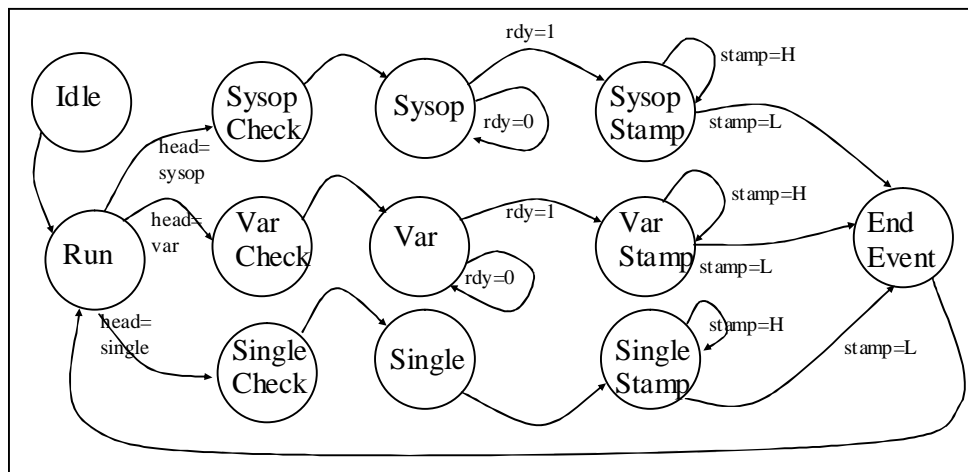 Idle
Run
head=
sysop
head=
var
head=
single
Sysop
Check
Sysop
rdy=1
rdy=0
Sysop
Stamp
stamp=H
stamp=L
Var
Check
Var
rdy=1
rdy=0
Var
Stamp
stamp=H
stamp=L
Single
Check
Single
Single
Stamp
stamp=H
stamp=L
End
Event